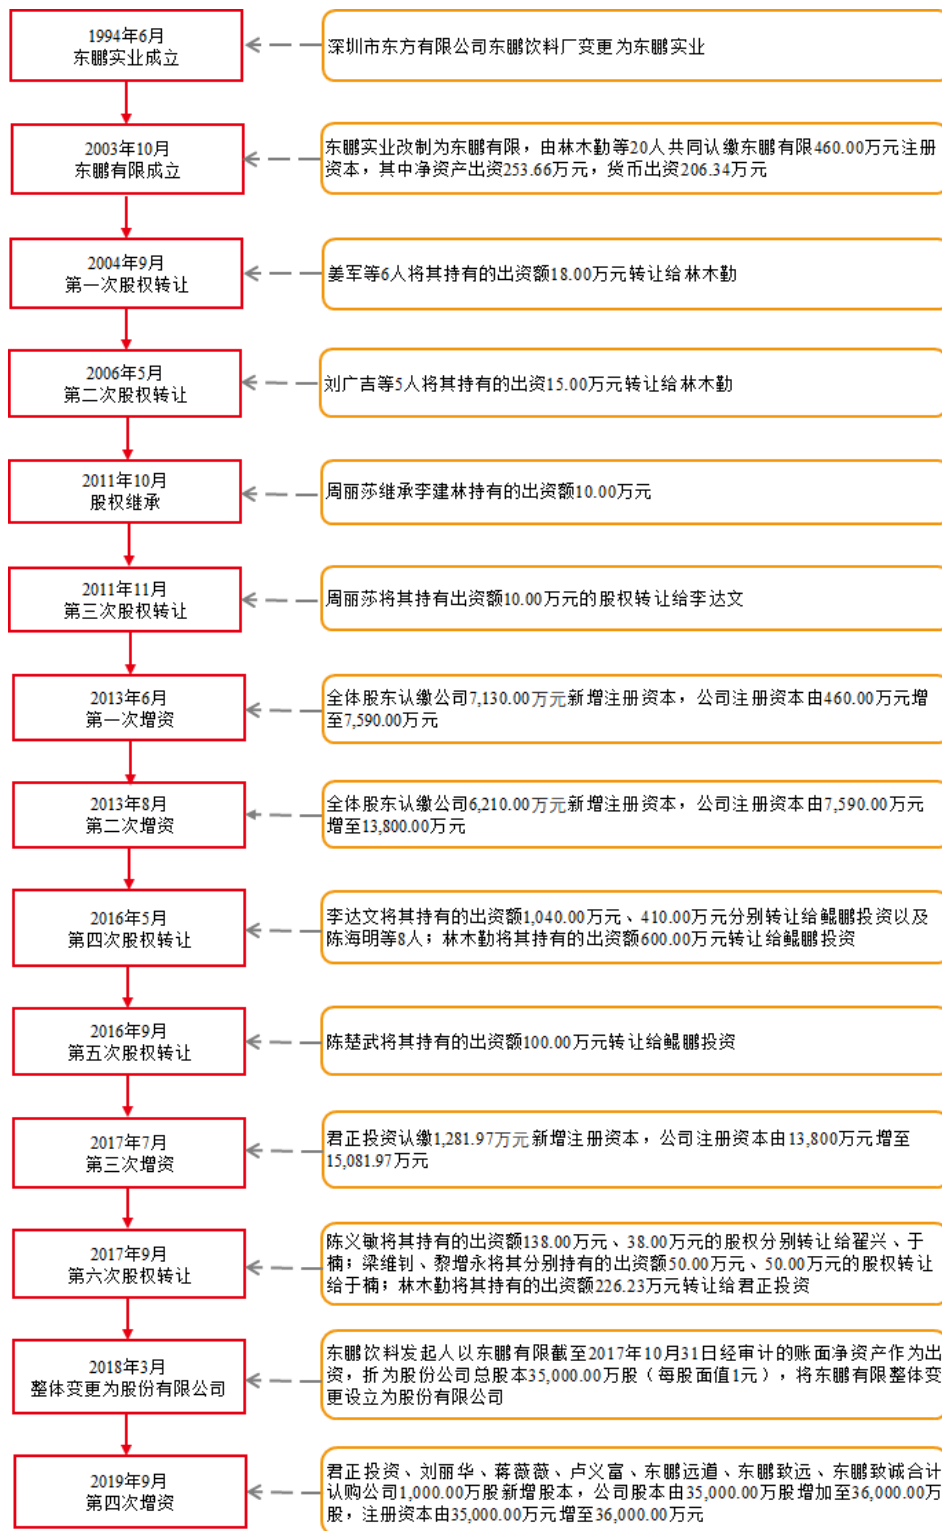 1994年6月
东鹏实业成立
深圳市东方有限公司东鹏饮料厂变更为东鹏实业
2003年10月
东鹏有限成立
东鹏实业改制为东鹏有限，由林木勤等20人共同认缴东鹏有限460.00万元注册
资本，其中净资产出资253.66万元，货币出资206.34万元
2004年9月
第一次股权转让
姜军等6人将其持有的出资额18.00万元转让给林木勤
2006年5月
第二次股权转让
刘广吉等5人将其持有的出资15.00万元转让给林木勤
2011年10月
股权继承
周丽莎继承李建林持有的出资额10.00万元
2011年11月
第三次股权转让
周丽莎将其持有出资额10.00万元的股权转让给李达文
2013年6月
第一次增资
全体股东认缴公司7,130.00万元新增注册资本，公司注册资本由460.00万元增
至7,590.00万元
2013年8月
第二次增资
全体股东认缴公司6,210.00万元新增注册资本，公司注册资本由7,590.00万元
增至13,800.00万元
2016年5月
第四次股权转让
李达文将其持有的出资额1,040.00万元、410.00万元分别转让给鲲鹏投资以及
陈海明等8人；林木勤将其持有的出资额600.00万元转让给鲲鹏投资
2016年9月
第五次股权转让
陈楚武将其持有的出资额100.00万元转让给鲲鹏投资
2017年7月
第三次增资
君正投资认缴1,281.97万元新增注册资本，公司注册资本由13,800万元增至
15,081.97万元
2017年9月
第六次股权转让
陈义敏将其持有的出资额138.00万元、38.00万元的股权分别转让给翟兴、于
楠；梁维钊、黎增永将其分别持有的出资额50.00万元、50.00万元的股权转让
给于楠；林木勤将其持有的出资额226.23万元转让给君正投资
2018年3月
整体变更为股份有限公司
东鹏饮料发起人以东鹏有限截至2017年10月31日经审计的账面净资产作为出
资，折为股份公司总股本35,000.00万股（每股面值1元），将东鹏有限整体变
更设立为股份有限公司
2019年9月
第四次增资
君正投资、刘丽华、蒋薇薇、卢义富、东鹏远道、东鹏致远、东鹏致诚合计
认购公司1,000.00万股新增股本，公司股本由35,000.00万股增加至36,000.00万
股，注册资本由35,000.00万元增至36,000.00万元